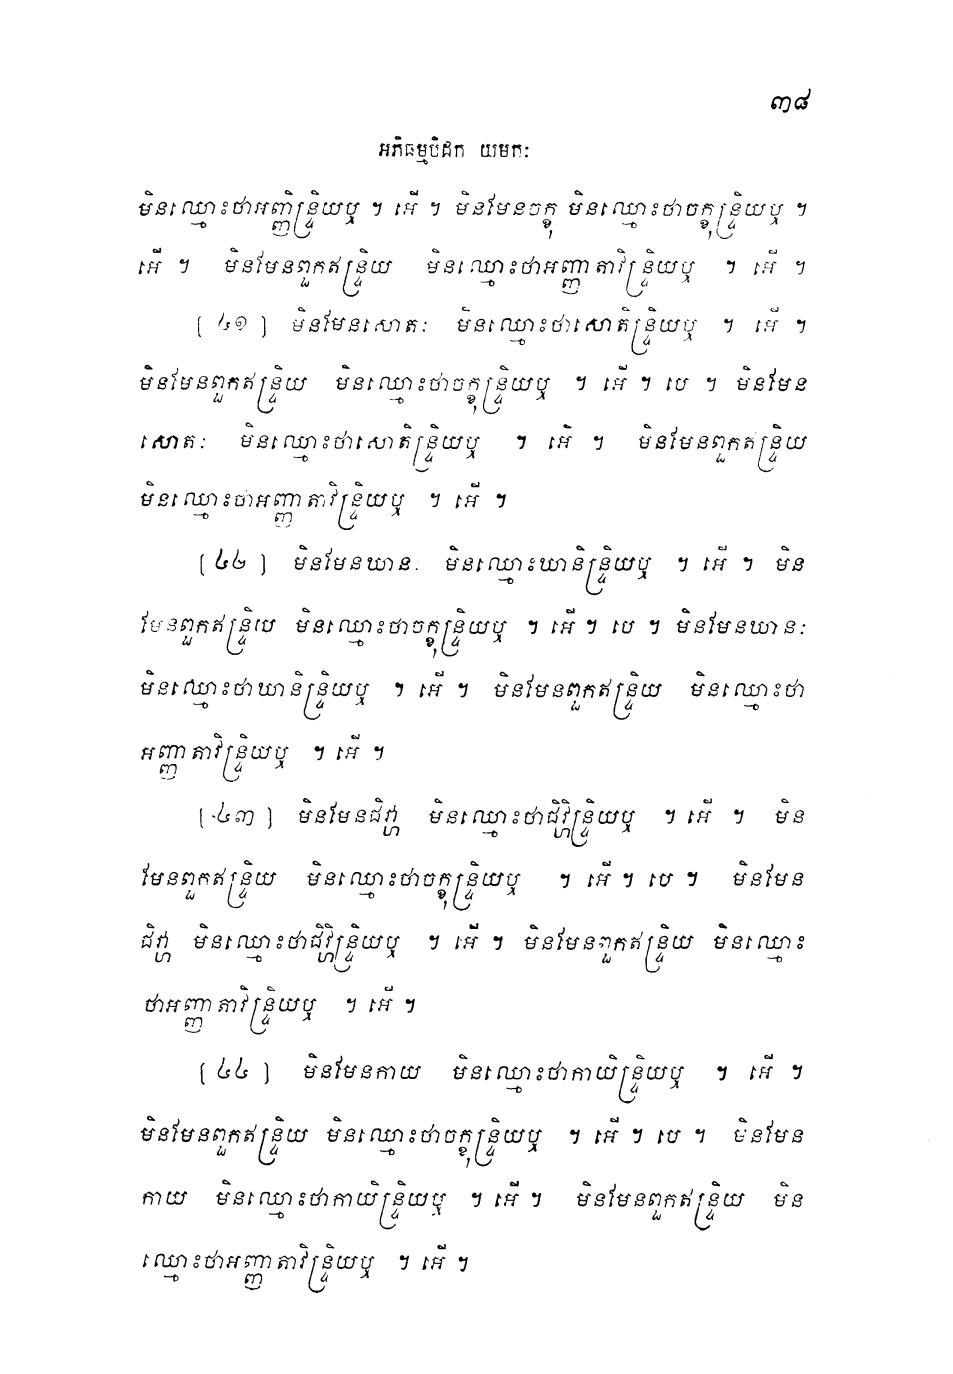 ៣៨
អភិធម្មបិដក យមកៈ
មិនឈ្មោះថាអញ្ញិន្ទ្រិយឬ ។ អើ ។ មិនមែនចក្ខុ មិនឈ្មោះថាចក្ខុន្ទ្រិយឬ ។
អើ ។ មិនមែនពួកឥន្ទ្រិយ មិនឈ្មោះថាអញ្ញាតាវិន្ទ្រិយឬ ។ អើ ។
[៤១] មិនមែនសោតៈ មិនឈ្មោះថាសោតិន្ទ្រិយឬ ។ អើ ។
មិនមែនពួកឥន្ទ្រិយ មិនឈ្មោះថាចក្ខុន្ទ្រិយឬ ។ អើ ។ បេ ។ មិនមែន
សោតៈ មិនឈ្មោះថាសោតិន្ទ្រិយឬ ។ អើ ។ មិនមែនពួកឥន្ទ្រិយ
មិនឈ្មោះថាអញ្ញាតាវិន្ទ្រិយឬ ។ អើ ។
[៤២] មិនមែនឃានៈ មិនឈ្មោះឃានិន្ទ្រិយឬ ។ អើ ។ មិន
មែនពួកឥន្ទ្រិយ មិនឈ្មោះថាចក្ខុន្ទ្រិយឬ ។ អើ ។ បេ ។ មិនមែនឃានៈ
មិនឈ្មោះថាឃានិន្ទ្រិយឬ ។ អើ ។ មិនមែនពួកឥន្ទ្រិយ មិនឈ្មោះថា
អញ្ញាតាវិន្ទ្រិយឬ ។ អើ ។
[៤៣] មិនមែនជិវ្ហា មិនឈ្មោះថាជិវ្ហិន្ទ្រិយឬ ។ អើ ។ មិន
មែនពួកឥន្ទ្រិយ មិនឈ្មោះថាចក្ខុន្ទ្រិយឬ ។ អើ ។ បេ ។ មិនមែន
ជិវ្ហា មិនឈ្មោះថាជិវ្ហិន្ទ្រិយឬ ។ អើ ។ មិនមែនពួកឥន្ទ្រិយ មិនឈ្មោះ
ថាអញ្ញាតាវិន្ទ្រិយឬ ។ អើ ។
[៤៤] មិនមែនកាយ មិនឈ្មោះថាកាយិន្ទ្រិយឬ ។ អើ ។
មិនមែនពួកឥន្ទ្រិយ មិនឈ្មោះថាចក្ខុន្ទ្រិយឬ ។ អើ ។ បេ ។ មិនមែន
កាយ មិនឈ្មោះថាកាយិន្ទ្រិយឬ ។ អើ ។ មិនមែនពួកឥន្ទ្រិយ មិន
ឈ្មោះថាអញ្ញាតាវិន្ទ្រិយឬ ។ អើ ។